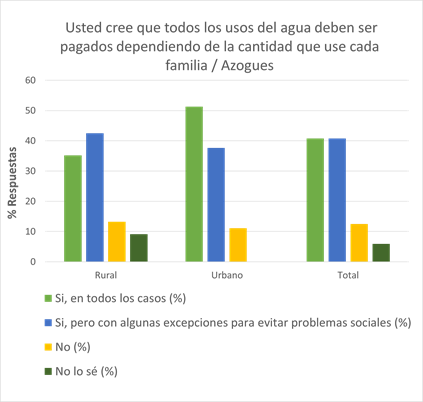 Usted cree que todos los usos del agua deben ser
pagados dependiendo de la cantidad que use cada
familia / Azogues
% Respuestas
60
50
40
30
20
10
0
Rural
Urbano
Total
Si, en todos los casos (%)
Si, pero con algunas excepciones para evitar problemas sociales (%)
No (%)
No lo sé (%)